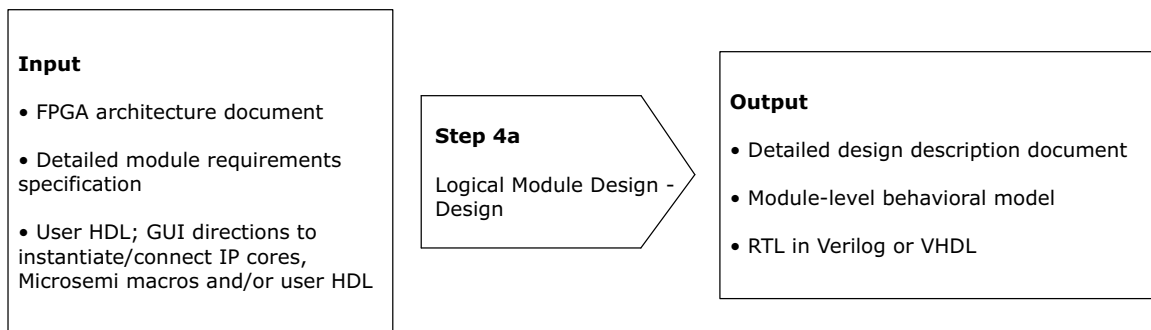 Input
• FPGA architecture document
• Detailed module requirements
specification
• User HDL; GUI directions to
instantiate/connect IP cores,
Microsemi macros and/or user HDL
Step 4a
Logical Module Design -
Design
Output
• Detailed design description document
• Module-level behavioral model
• RTL in Verilog or VHDL